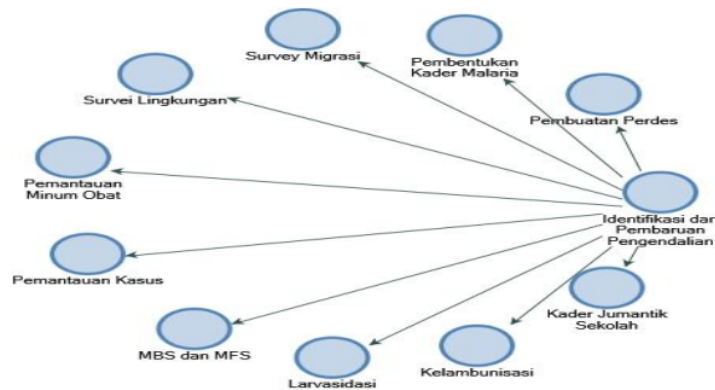 Survey Migrasi
Pembentukan
Kader Malaria
Survei Lingkungan
Pembuatan Perdes
Pemantauan
Minum Obat
Identifikasi dan
Pembaruan
Pengendalian
Pemantauan Kasus
Kader Jumantik
Sekolah
MBS dan MFS
Kelambunisasi
Larvasidasi